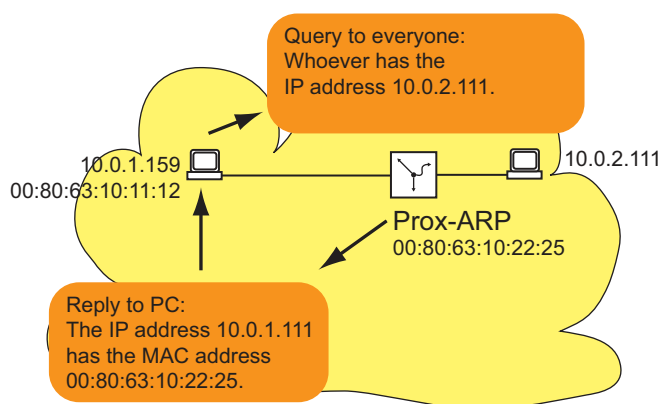 Query to everyone:
Whoever has the
IP address 10.0.2.111.
10.0.1.159
00:80:63:10:11:12
10.0.2.111
Prox-ARP
00:80:63:10:22:25
Reply to PC:
The IP address 10.0.1.111
has the MAC address
00:80:63:10:22:25.